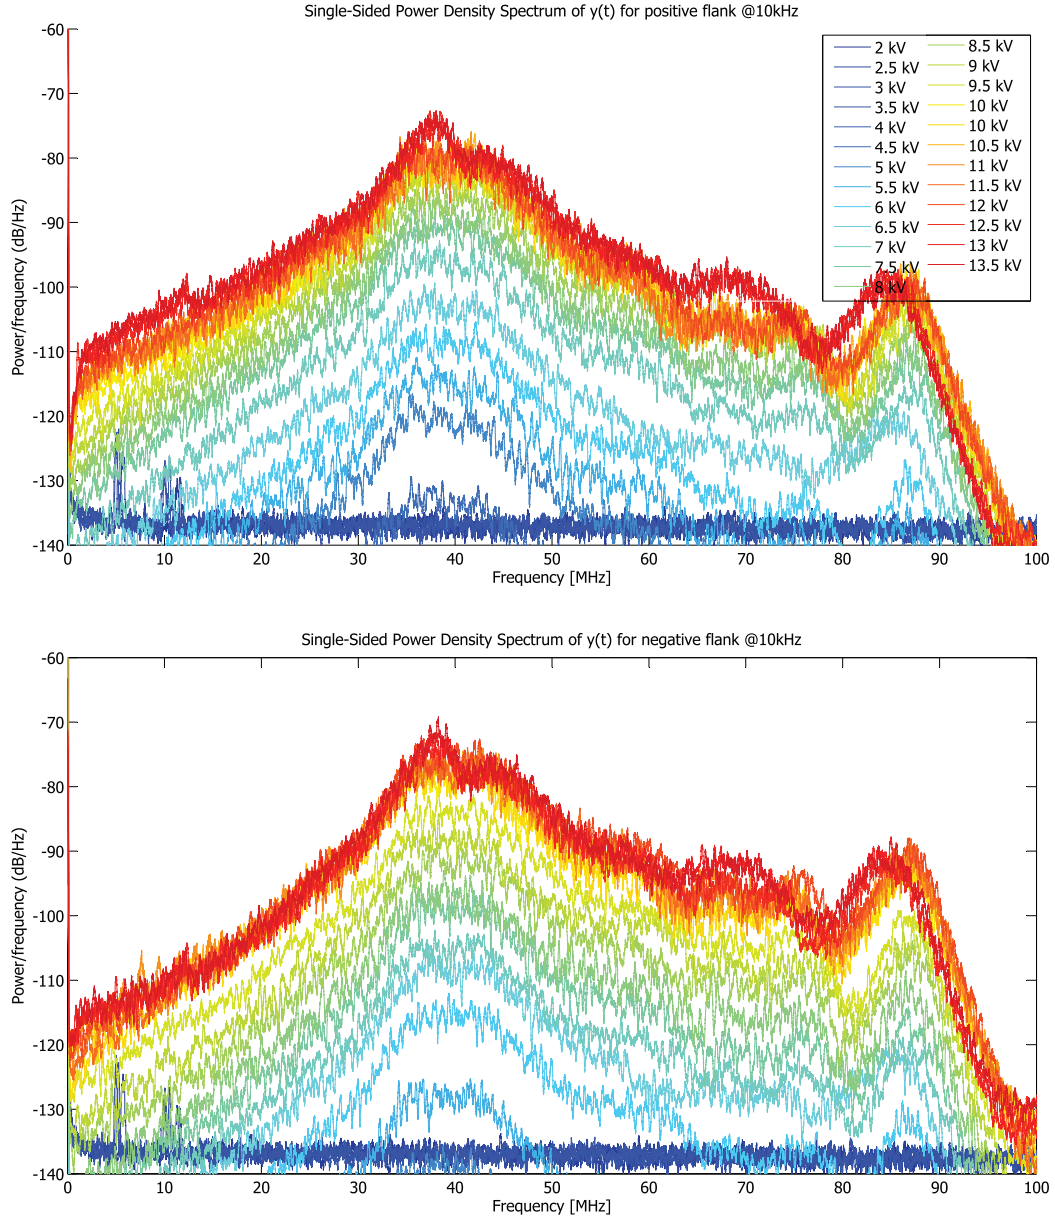 Single-Sided Power Density Spectrum of y(t) for positive flank @10kHz
-60
-70
-80
-90
-100
-110
-120
-130
-140
Power/frequency (dB/Hz)
0 10 20 30 40 50 60 70 80 90 100
Frequency [MHz]
2 kV
2.5 kV
3 kV
3.5 kV
4 kV
4.5 kV
5 kV
5.5 kV
6 kV
6.5 kV
7 kV
7.5 kV
8 kV
8.5 kV
9 kV
9.5 kV
10 kV
10 kV
10.5 kV
11 kV
11.5 kV
12 kV
12.5 kV
13 kV
13.5 kV
Single-Sided Power Density Spectrum of y(t) for negative flank @10kHz
-60
-70
-80
-90
-100
-110
-120
-130
-140
Power/frequency (dB/Hz)
0 10 20 30 40 50 60 70 80 90 100
Frequency [MHz]